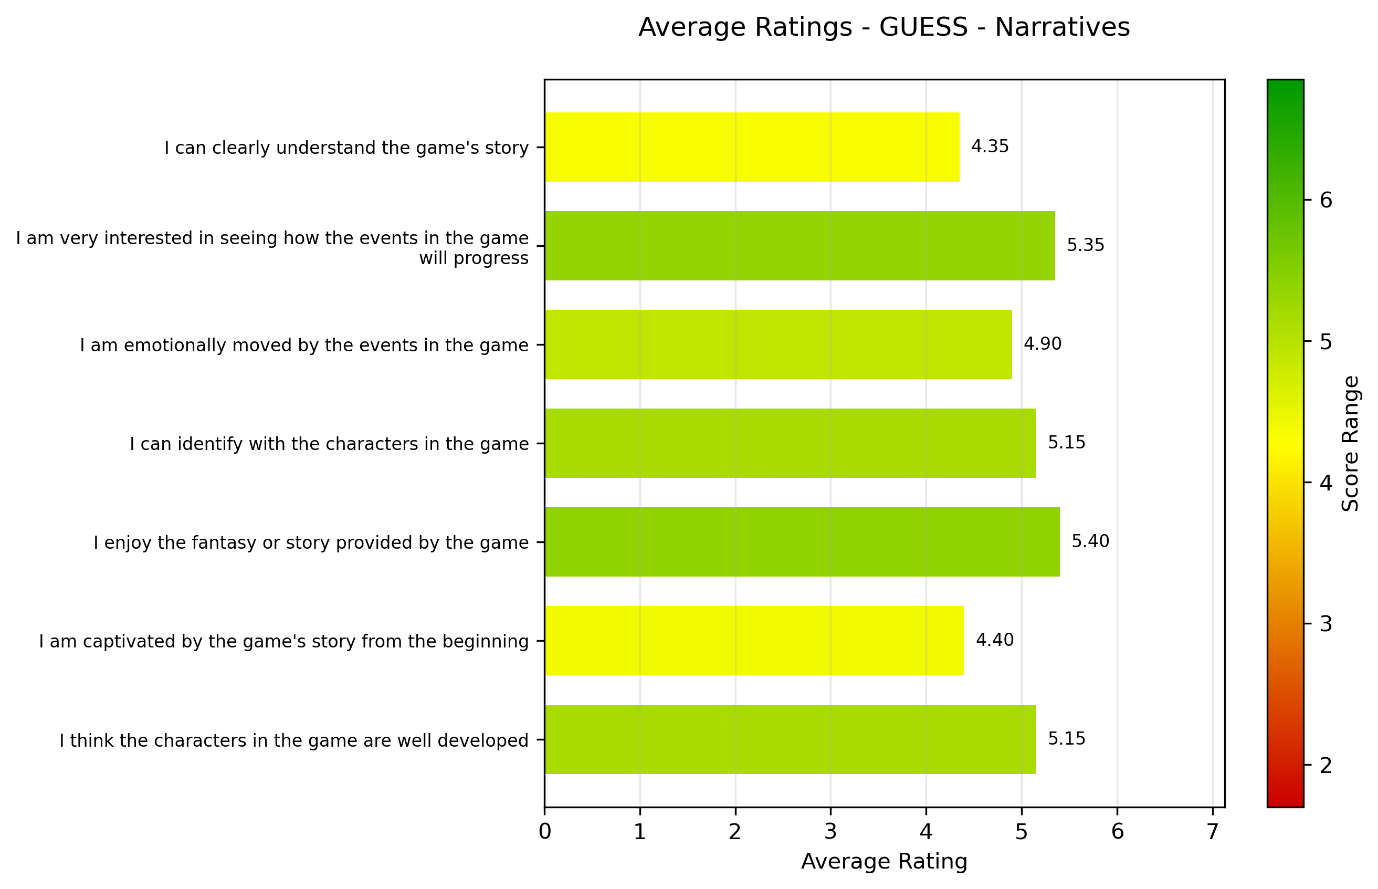 Average Ratings - GUESS - Narratives
I can clearly understand the game's story
4.35
I am very interested in seeing how the events in the game
will progress
5.35
I am emotionally moved by the events in the game
4.90
I can identify with the characters in the game
5.15
I enjoy the fantasy or story provided by the game
5.40
I am captivated by the game's story from the beginning
4.40
I think the characters in the game are well developed
5.15
0 1 2 3 4 5 6 7
Average Rating
6
5
4
3
2
Score Range